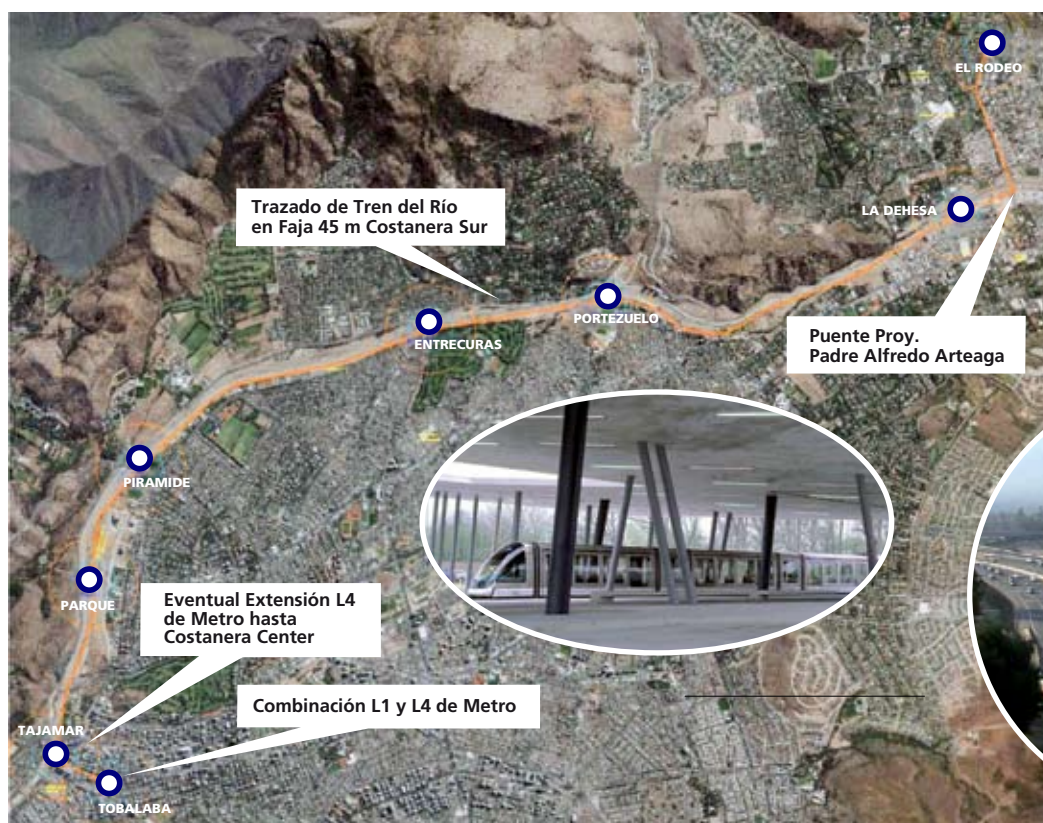 EL RODEO
Trazado de Tren del Río
en Faja 45 m Costanera Sur
LA DEHESA
PORTEZUELO
ENTRECURAS
Puente Proy.
Padre Alfredo Arteaga
PIRAMIDE
PARQUE
Eventual Extensión L4
de Metro hasta
Costanera Center
Combinación L1 y L4 de Metro
TAJAMAR
TOBALABA